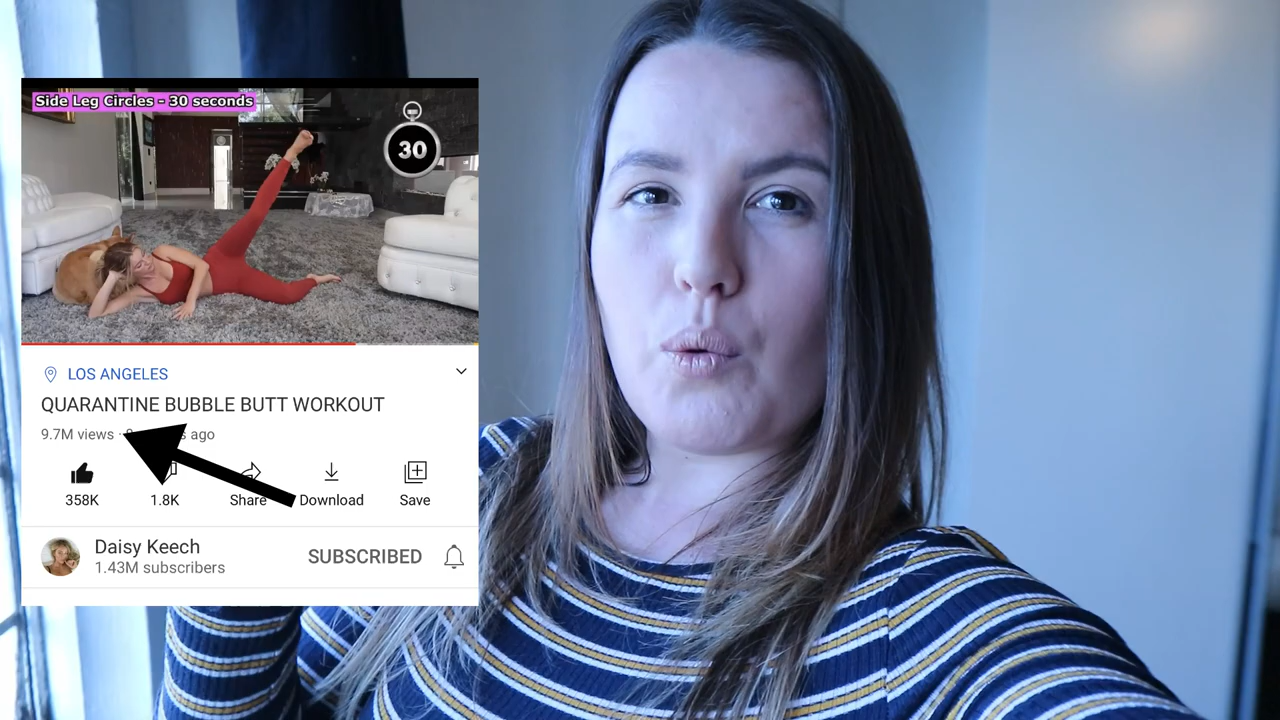 Side Leg Circles - 30 seconds
30
LOS ANGELES
QUARANTINE BUBBLE BUTT WORKOUT
9.7M views · ago
358K
1.8K
Share
Download
Save
Daisy Keech
1.43M subscribers
SUBSCRIBED